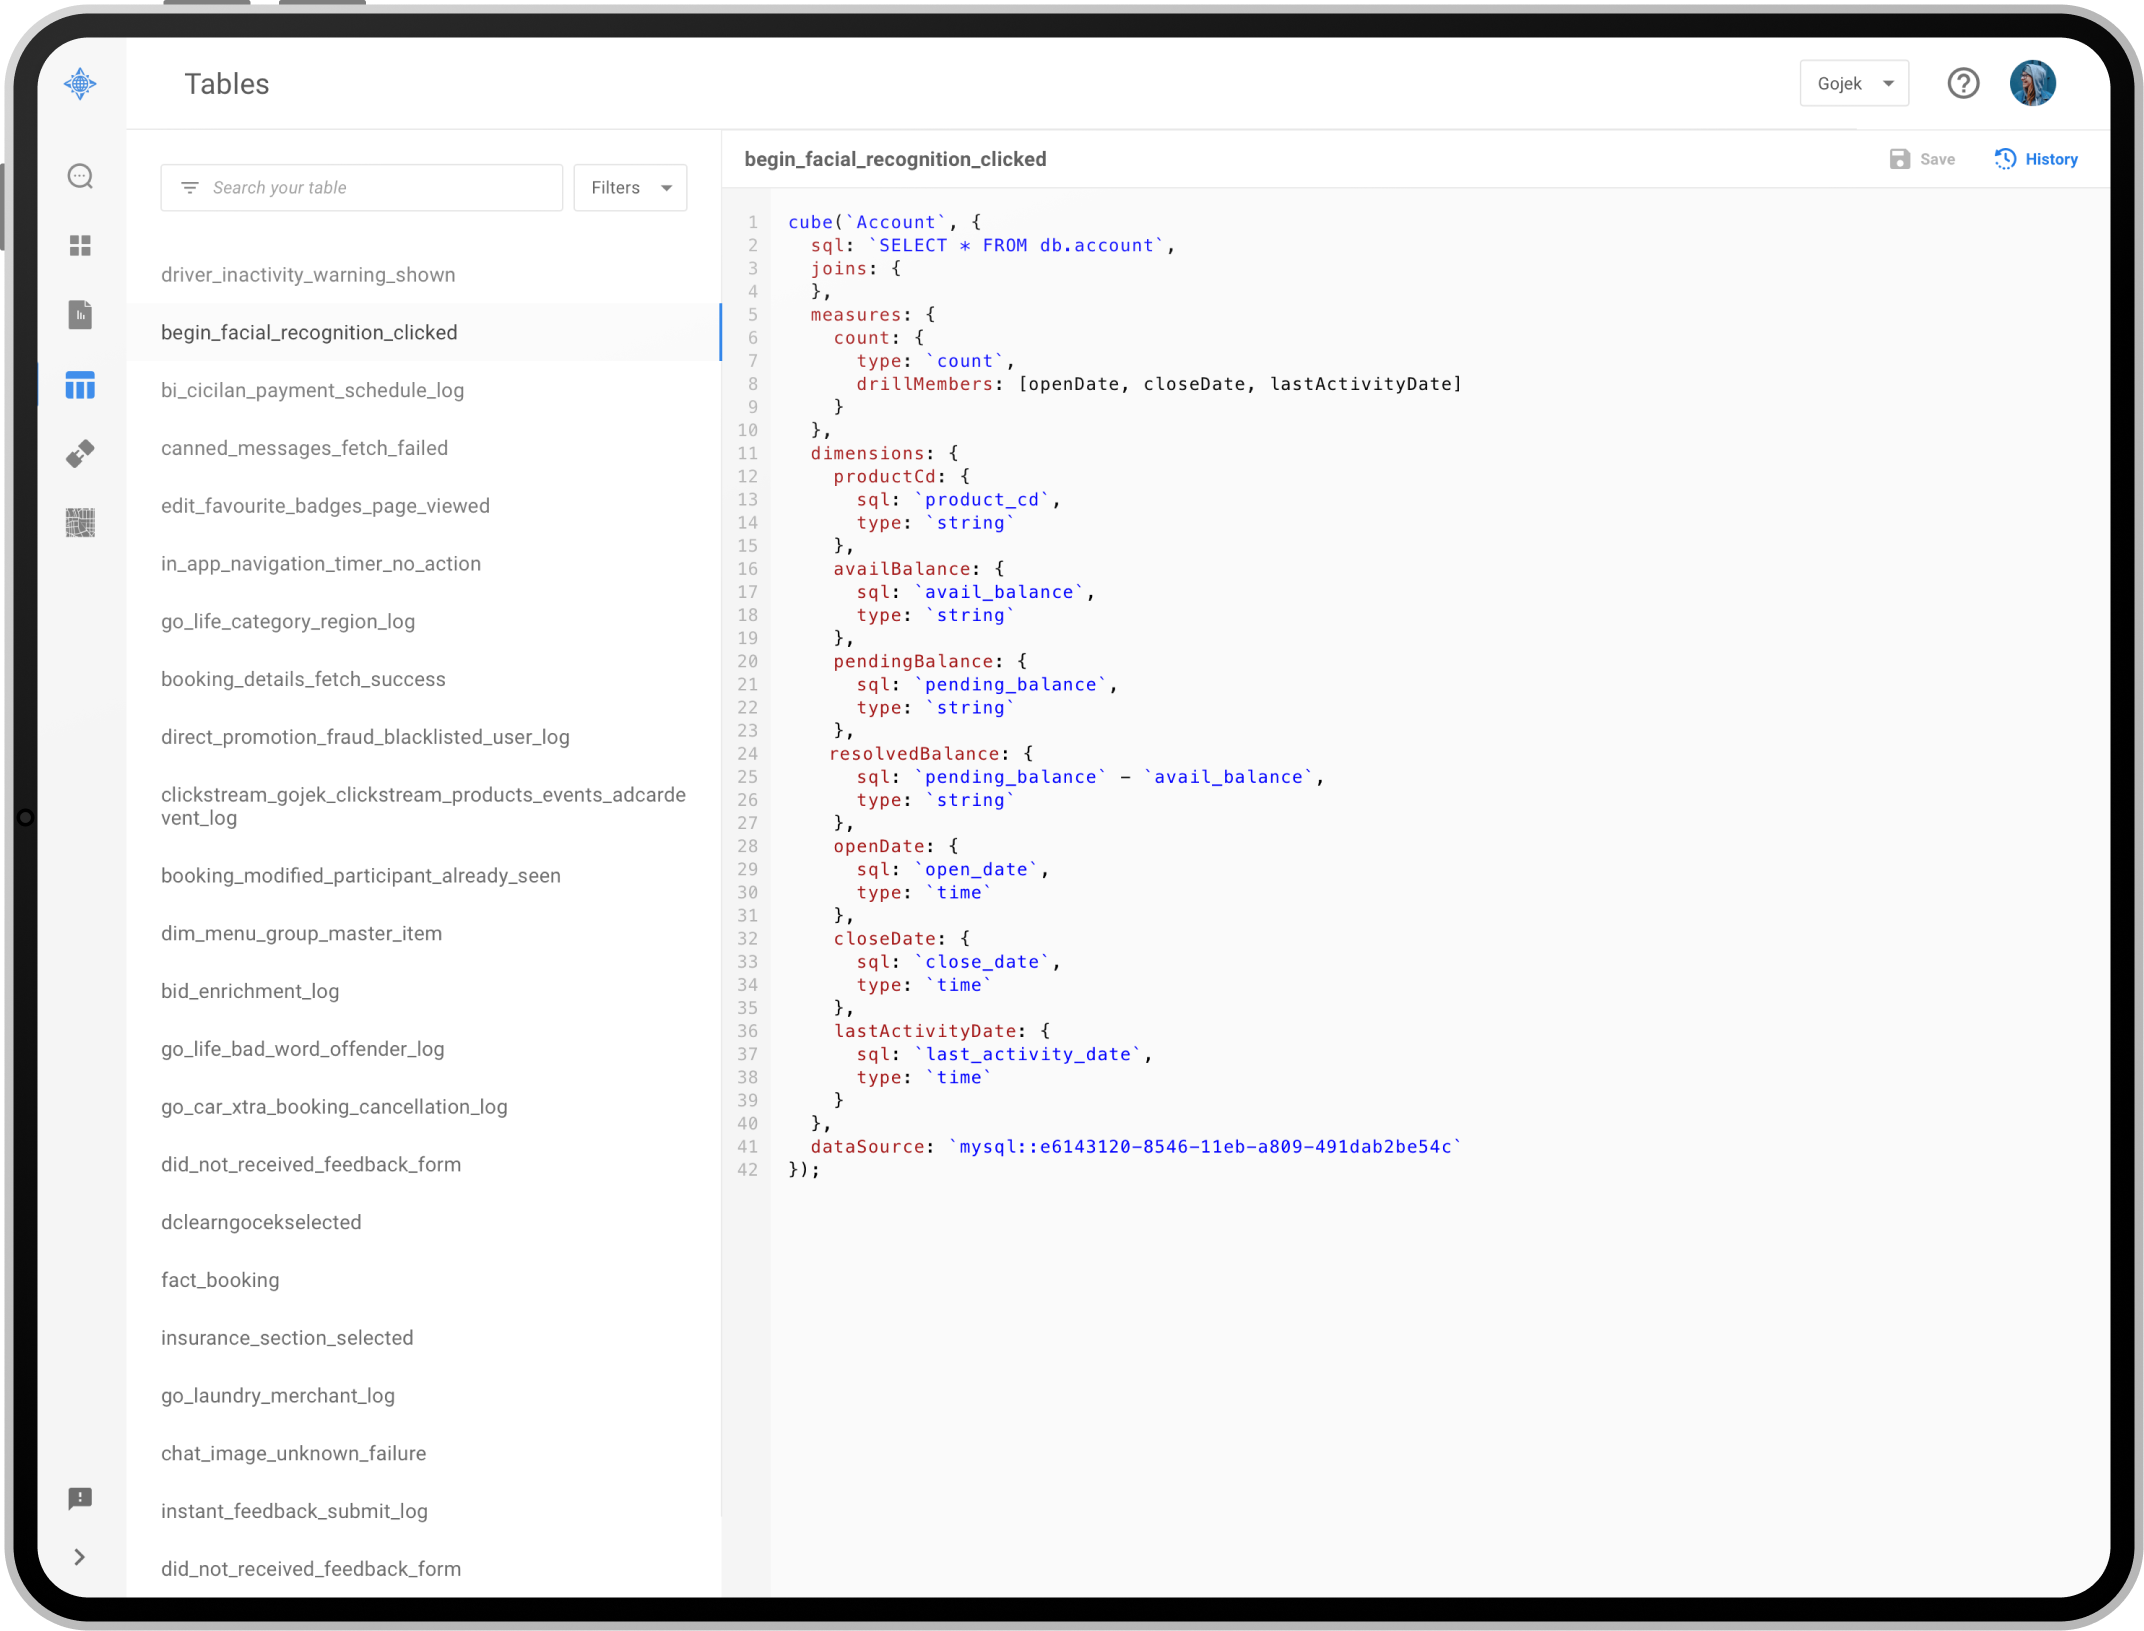 Tables
Gojek
Search your table
Filters
driver_inactivity_warning_shown
begin_facial_recognition_clicked
bi_cicilan_payment_schedule_log
canned_messages_fetch_failed
edit_favourite_badges_page_viewed
in_app_navigation_timer_no_action
go_life_category_region_log
booking_details_fetch_success
direct_promotion_fraud_blacklisted_user_log
clickstream_gojek_clickstream_products_events_adcarde
vent_log
booking_modified_participant_already_seen
dim_menu_group_master_item
bid_enrichment_log
go_life_bad_word_offender_log
go_car_xtra_booking_cancellation_log
did_not_received_feedback_form
dclearngocekselected
fact_booking
insurance_section_selected
go_laundry_merchant_log
chat_image_unknown_failure
instant_feedback_submit_log
did_not_received_feedback_form
begin_facial_recognition_clicked
Save
History
1 cube(`Account`, {
2 sql: `SELECT * FROM db.account`,
3 joins: {
4 },
5 measures: {
6 count: {
7 type: `count`,
8 drillMembers: [openDate, closeDate, lastActivityDate]
9 }
10 },
11 dimensions: {
12 productCd: {
13 sql: `product_cd`,
14 type: `string`
15 },
16 availBalance: {
17 sql: `avail_balance`,
18 type: `string`
19 },
20 pendingBalance: {
21 sql: `pending_balance`,
22 type: `string`
23 },
24 resolvedBalance: {
25 sql: `pending_balance` - `avail_balance`,
26 type: `string`
27 },
28 openDate: {
29 sql: `open_date`,
30 type: `time`
31 },
32 closeDate: {
33 sql: `close_date`,
34 type: `time`
35 },
36 lastActivityDate: {
37 sql: `last_activity_date`,
38 type: `time`
39 }
40 },
41 dataSource: `mysql::e6143120-8546-11eb-a809-491dab2be54c`
42 });